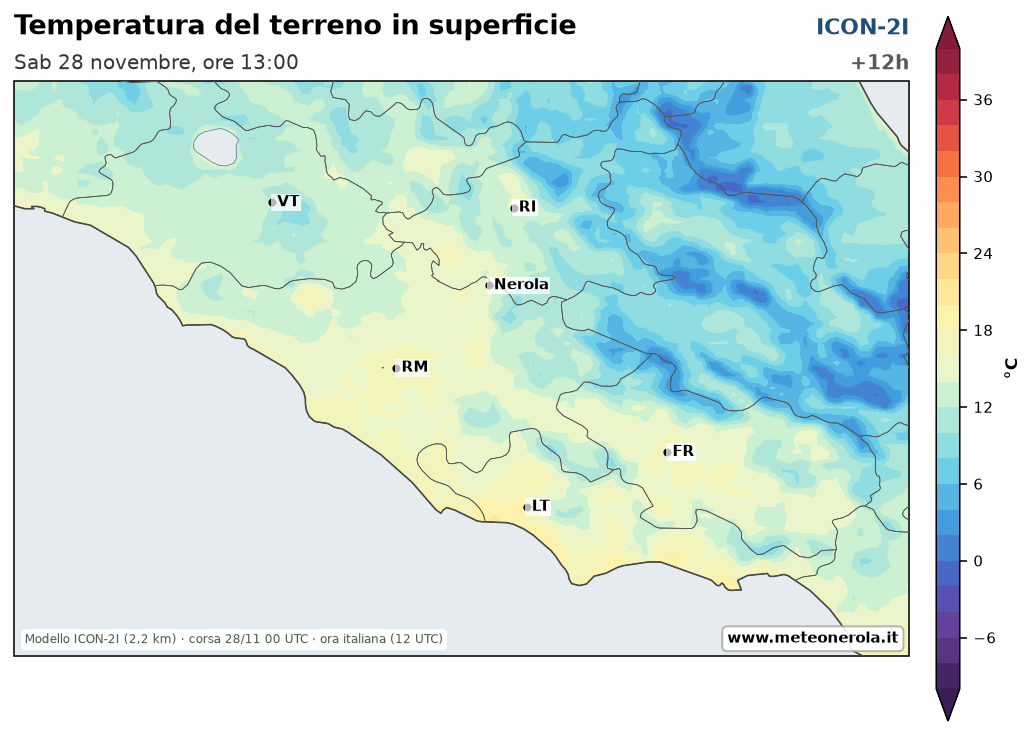 Temperatura del terreno in superficie
ICON-2I
Sab 28 novembre, ore 13:00
+12h
VT
RI
Nerola
RM
FR
LT
36
30
24
18
12
6
0
−6
°C
Modello ICON-2I (2,2 km) · corsa 28/11 00 UTC · ora italiana (12 UTC)
www.meteonerola.it